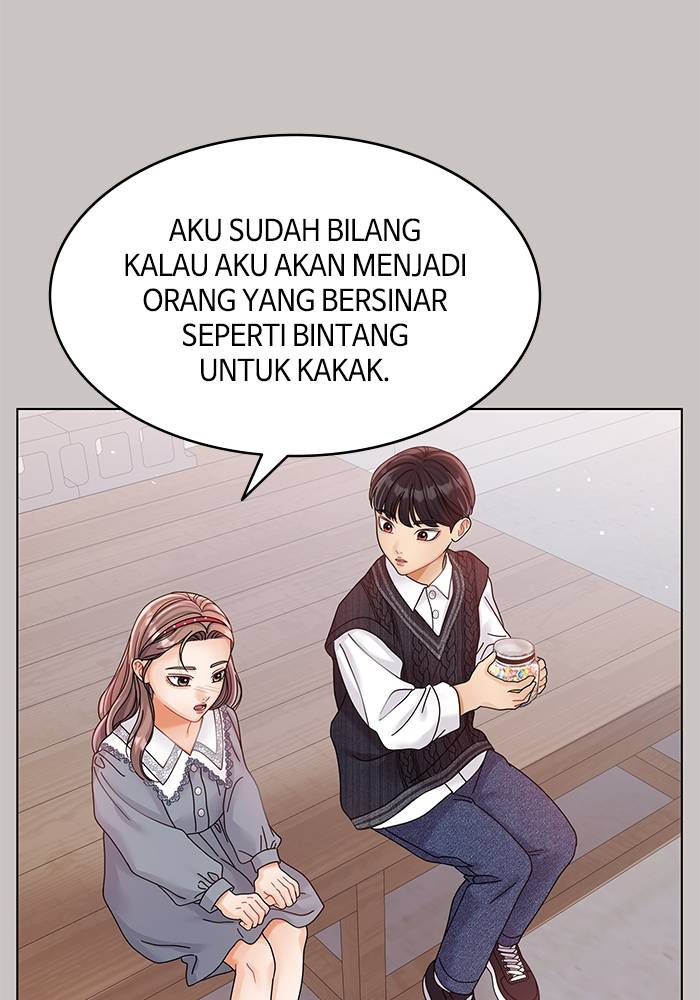 AKU SUDAH BILANG
KALAU AKU AKAN MENJADI
ORANG YANG BERSINAR
SEPERTI BINTANG
UNTUK KAKAK.